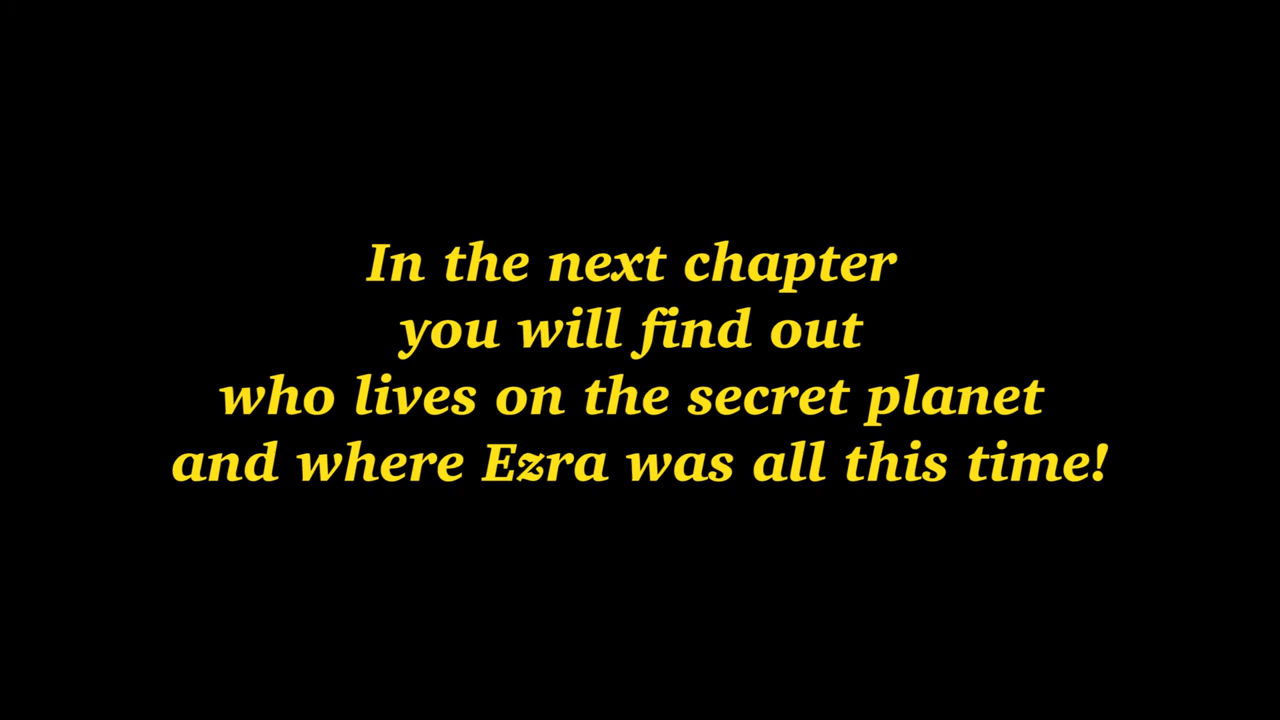 In the next chapter
you will find out
who lives on the secret planet
and where Ezra was all this time!